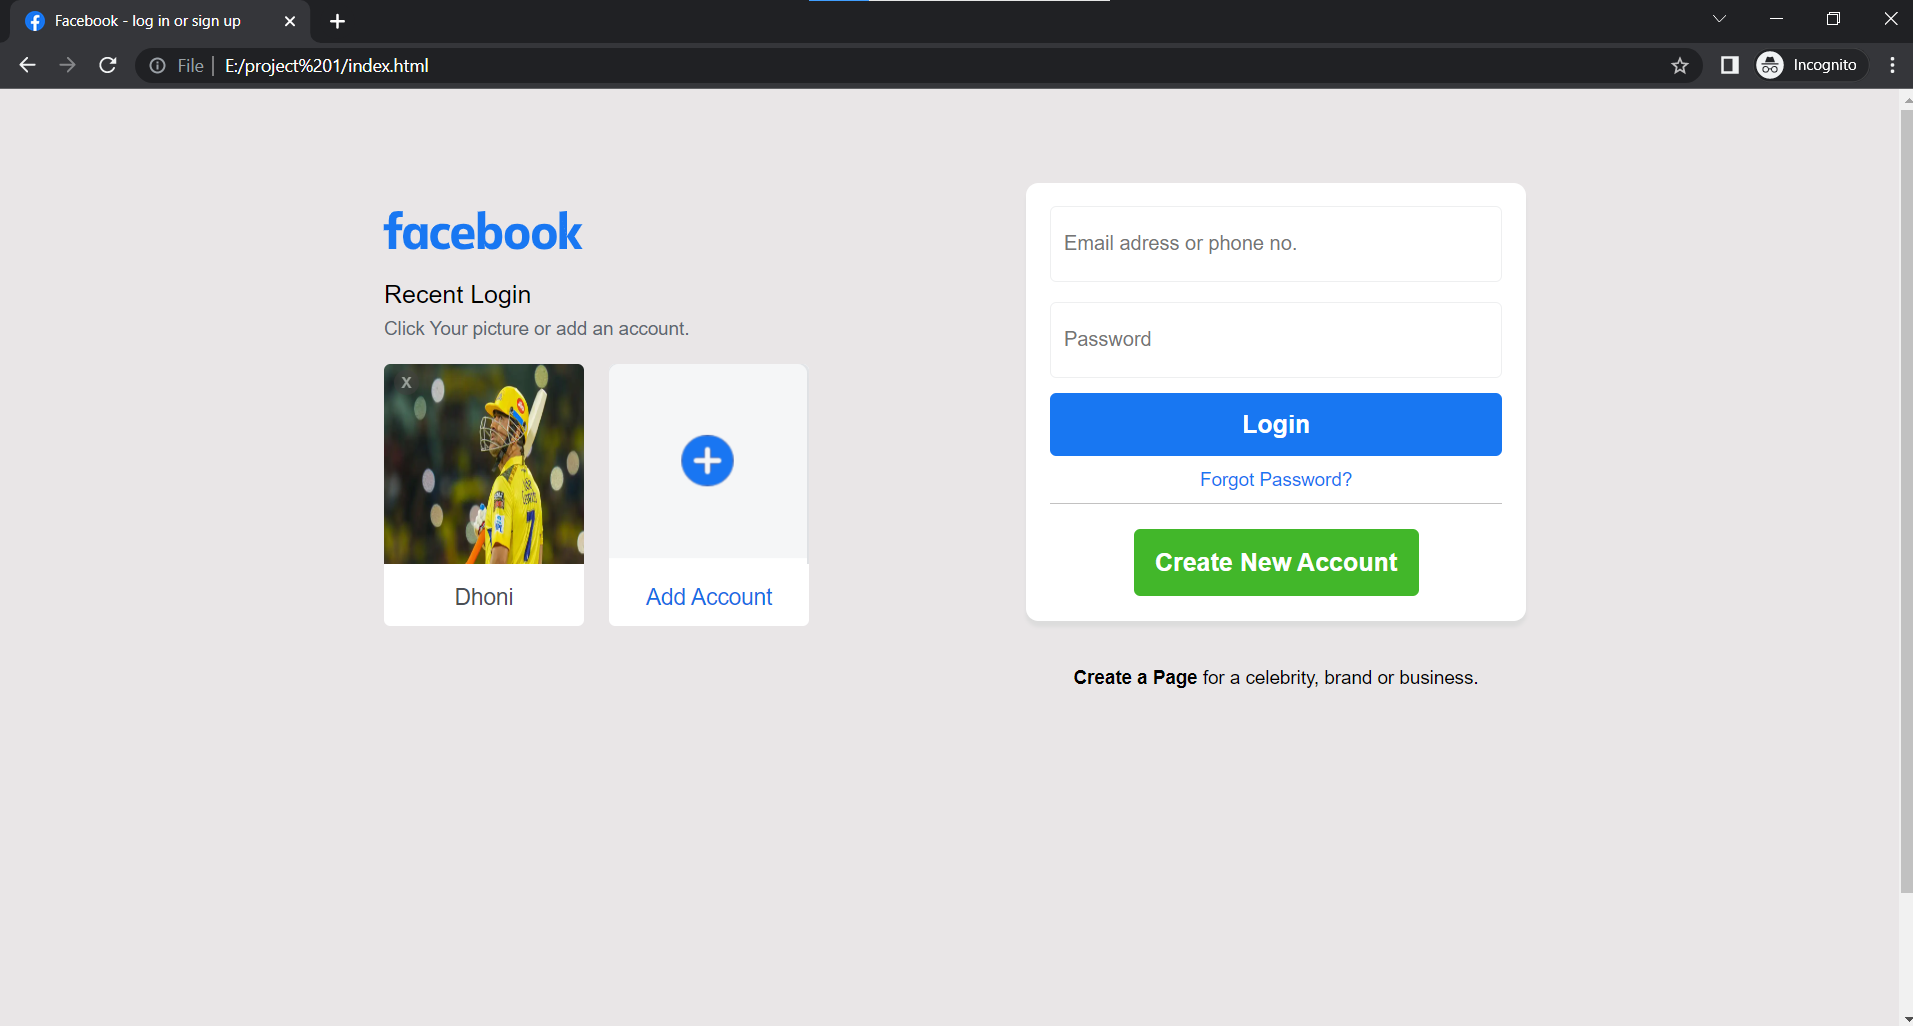 Facebook - log in or sign up
File | E:/project%201/index.html
Incognito
facebook
Recent Login
Click Your picture or add an account.
x
Dhoni
Add Account
Email adress or phone no.
Password
Login
Forgot Password?
Create New Account
Create a Page for a celebrity, brand or business.
7